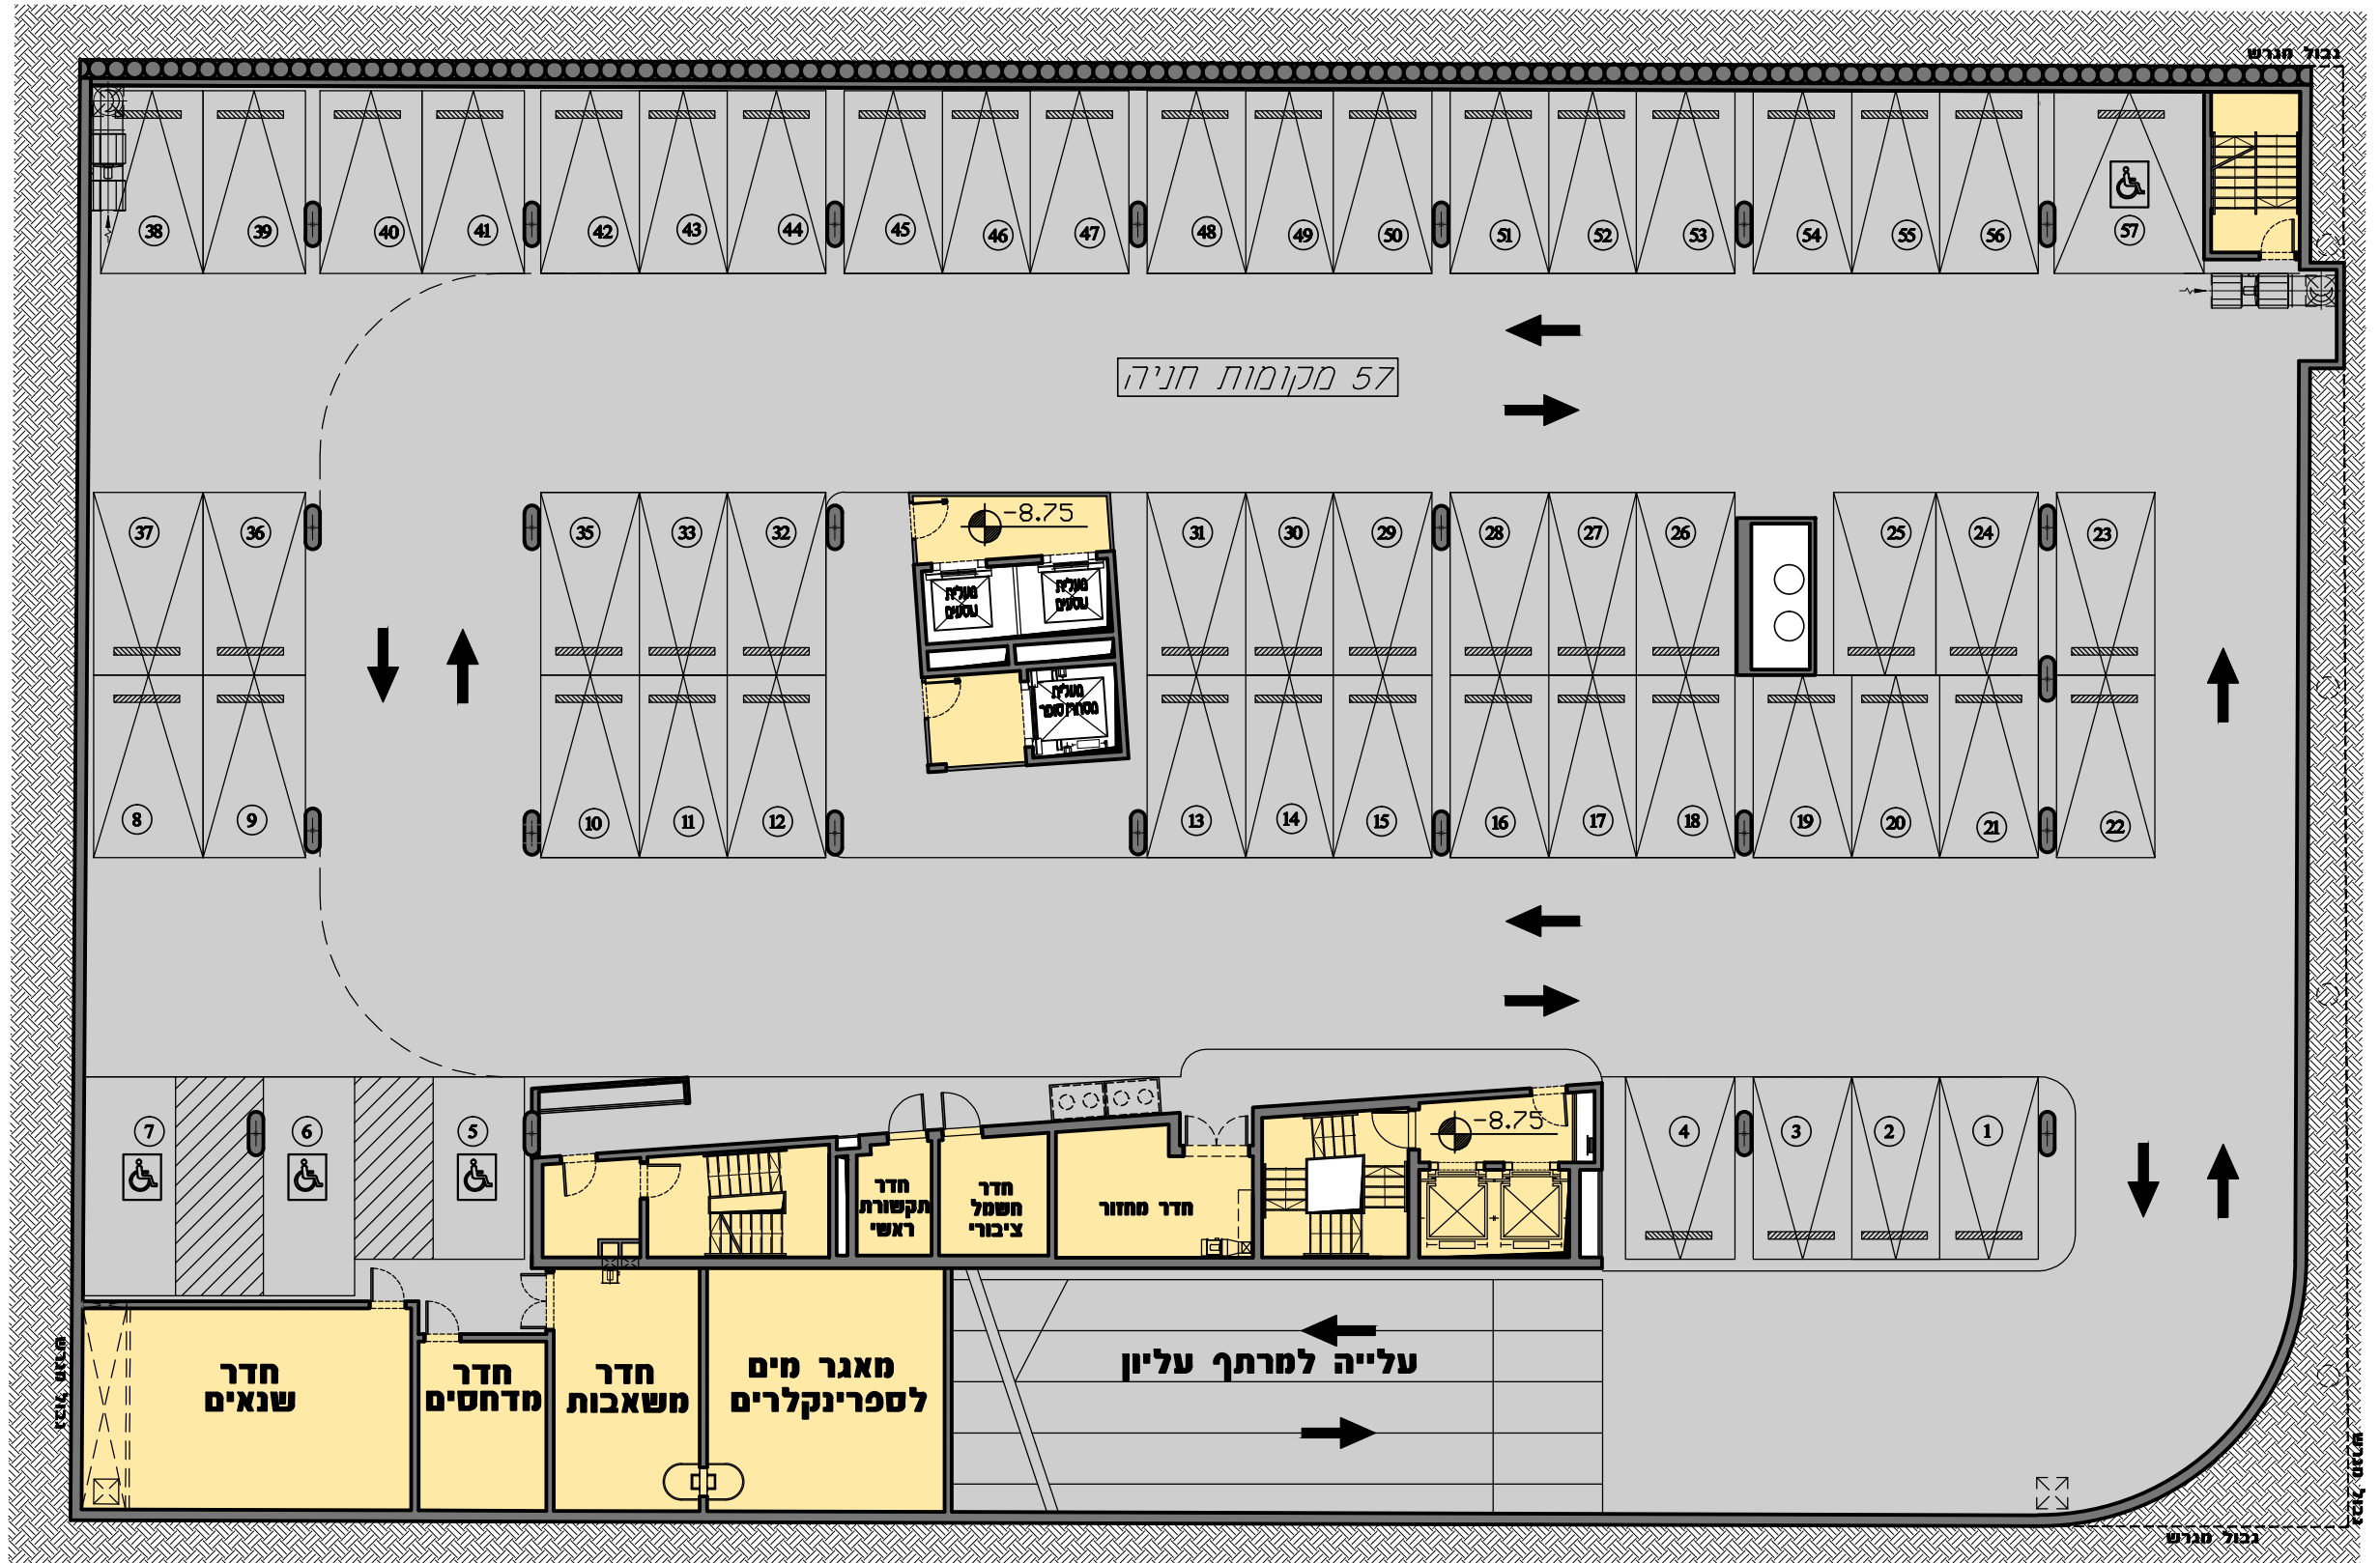 גבול מגרש
38 39 40 41 42 43 44 45 46 47 48 49 50 51 52 53 54 55 56 57
57 מקומות חניה
37 36 35 33 32 31 30 29 28 27 26 25 24 23
-8.75
מעלית
נוסעים
מעלית
נוסעים
מעלית
8 9 10 11 12 13 14 15 16 17 18 19 20 21 22
7 6 5 4 3 2 1
-8.75
חדר
תקשורת
ראשי
חדר
חשמל
ציבורי
חדר מחזור
חדר
שנאים
חדר
מדחסים
חדר
משאבות
מאגר מים
לספרינקלרים
עלייה למרתף עליון
גבול מגרש
גבול מגרש
גבול מגרש